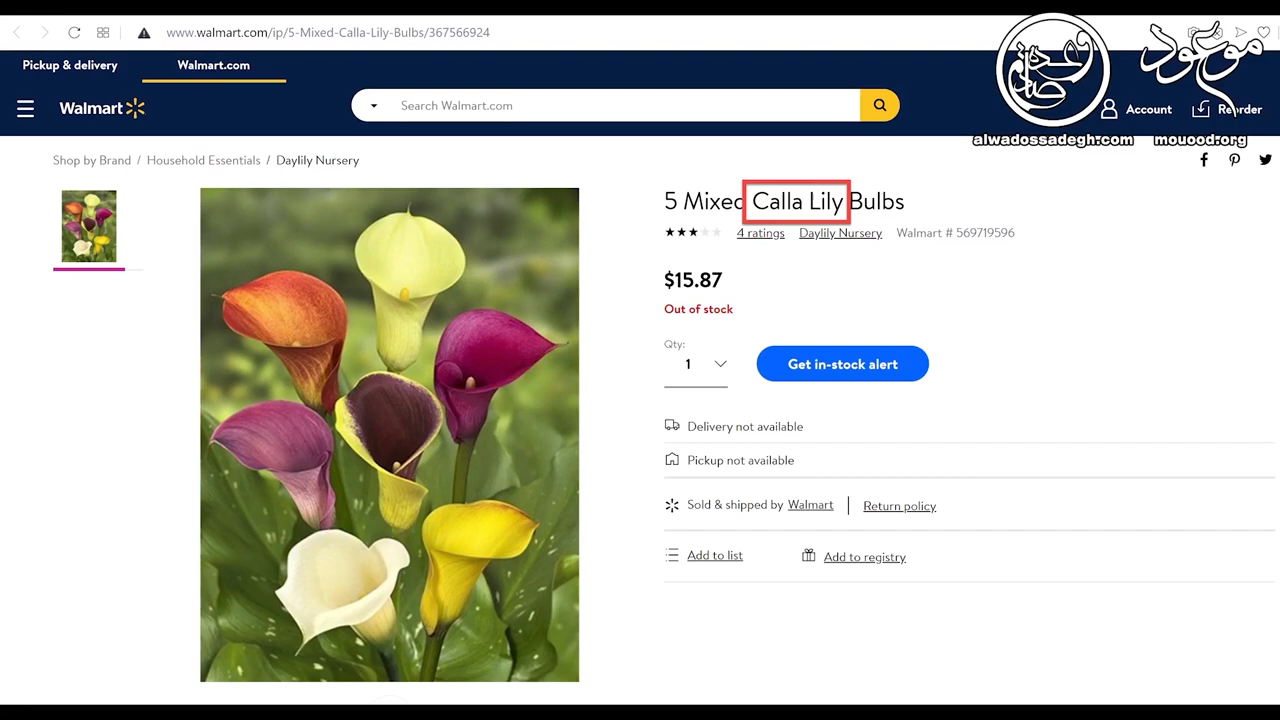 www.walmart.com/ip/5-Mixed-Calla-Lily-Bulbs/367566924
Pickup & delivery
Walmart.com
Walmart
Search Walmart.com
Account
Reorder
وعده صادق
موعود
alwadossadegh.com
mouood.org
Shop by Brand / Household Essentials / Daylily Nursery
5 Mixed Calla Lily Bulbs
4 ratings Daylily Nursery Walmart # 569719596
$15.87
Out of stock
Qty:
1
Get in-stock alert
Delivery not available
Pickup not available
Sold & shipped by Walmart | Return policy
Add to list
Add to registry